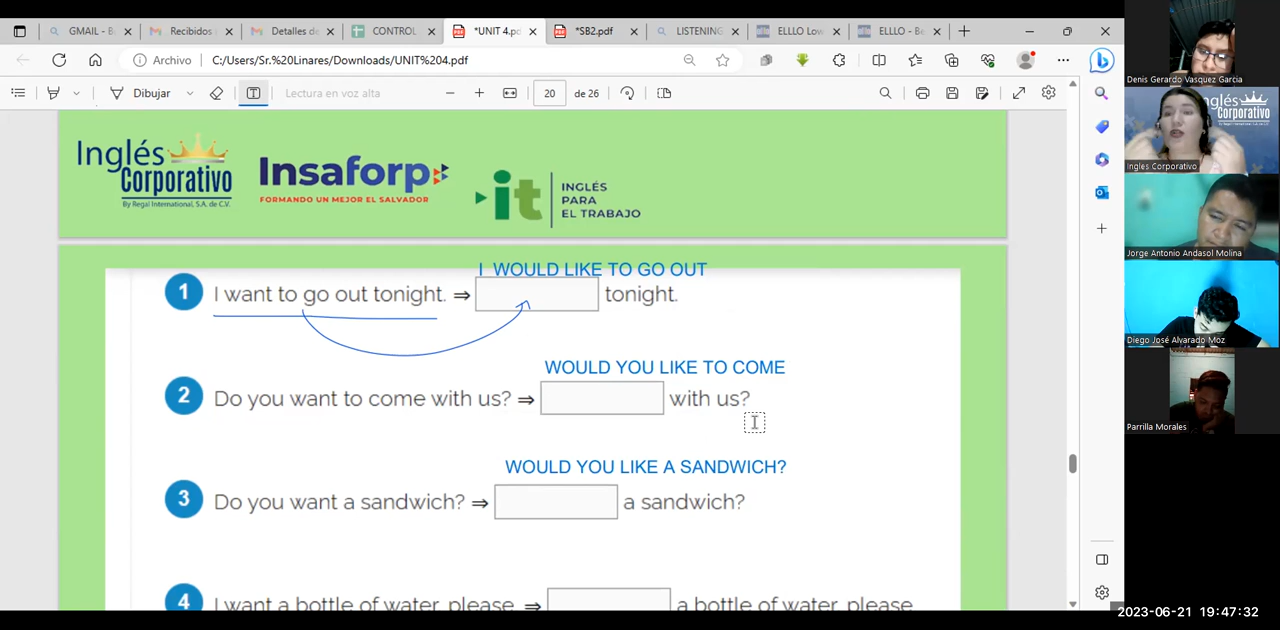 GMAIL - B
Recibidos
Detalles de
CONTROL
*UNIT 4.pd
*SB2.pdf
LISTENING
ELLLO Low
ELLLO - Be
Archivo
C:/Users/Sr.%20Linares/Downloads/UNIT%204.pdf
Dibujar
Lectura en voz alta
20
de 26
Inglés
Corporativo
By Regal International, S.A. de C.V.
Insaforp
FORMANDO UN MEJOR EL SALVADOR
it
INGLÉS
PARA
EL TRABAJO
I WOULD LIKE TO GO OUT
1 I want to go out tonight. ⇒ tonight.
WOULD YOU LIKE TO COME
2 Do you want to come with us? ⇒ with us?
WOULD YOU LIKE A SANDWICH?
3 Do you want a sandwich? ⇒ a sandwich?
4 I want a bottle of water, please ⇒ a bottle of water, please
Denis Gerardo Vasquez Garcia
Inglés
Corporativo
Ingles Corporativo
Jorge Antonio Andasol Molina
Diego José Alvarado Moz
Parrilla Morales
2023-06-21 19:47:32